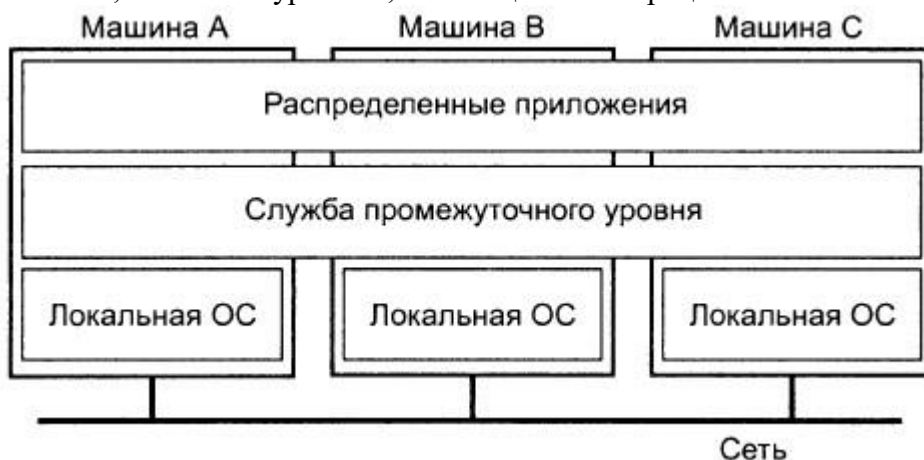 Машина A Машина B Машина C
Распределенные приложения
Служба промежуточного уровня
Локальная ОС Локальная ОС Локальная ОС
Сеть